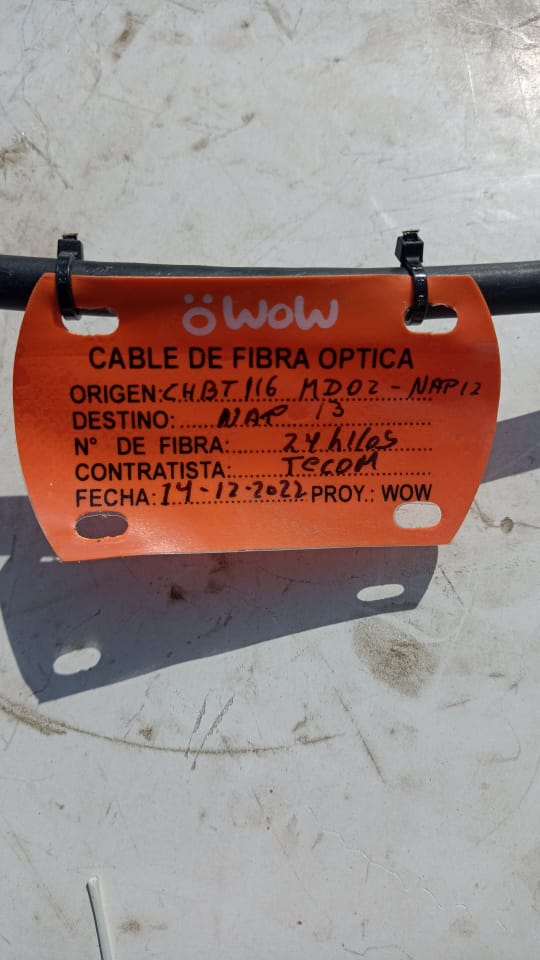 öWOW
CABLE DE FIBRA OPTICA
ORIGEN: CHBT116 MD02 - NAP12
DESTINO: NAP 13
N° DE FIBRA: 24 hilos
CONTRATISTA: TECOM
FECHA: 14-12-2022 PROY.: WOW